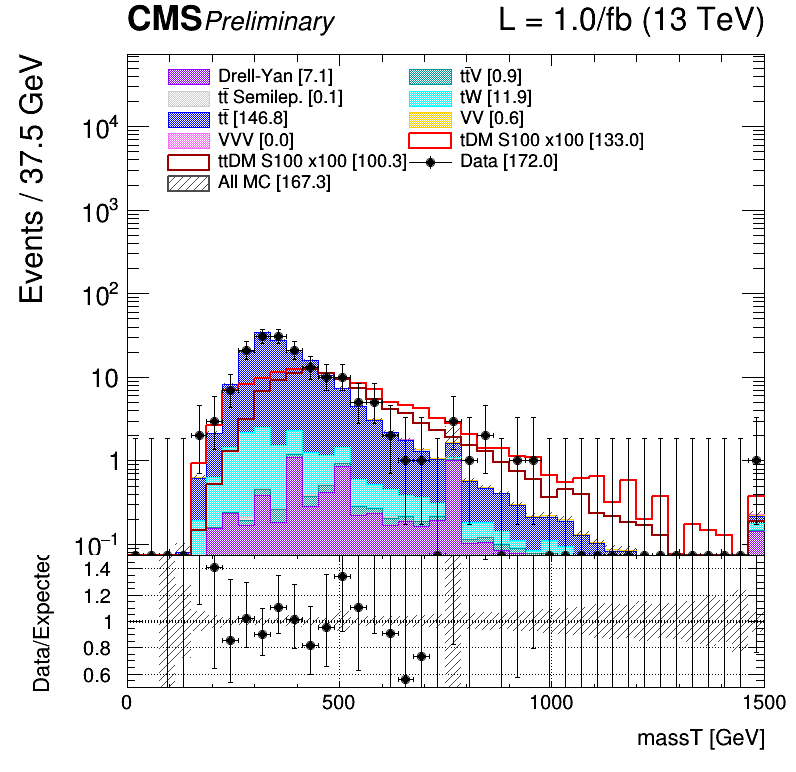 CMS Preliminary L = 1.0/fb (13 TeV)
Events / 37.5 GeV
Drell-Yan [7.1]
tt̄V [0.9]
tt̄ Semilep. [0.1]
tW [11.9]
tt̄ [146.8]
VV [0.6]
VVV [0.0]
tDM S100 x100 [133.0]
ttDM S100 x100 [100.3]
Data [172.0]
All MC [167.3]
10⁴
10³
10²
10
1
10⁻¹
Data/Expected
1.4
1.2
1
0.8
0.6
0 500 1000 1500
massT [GeV]